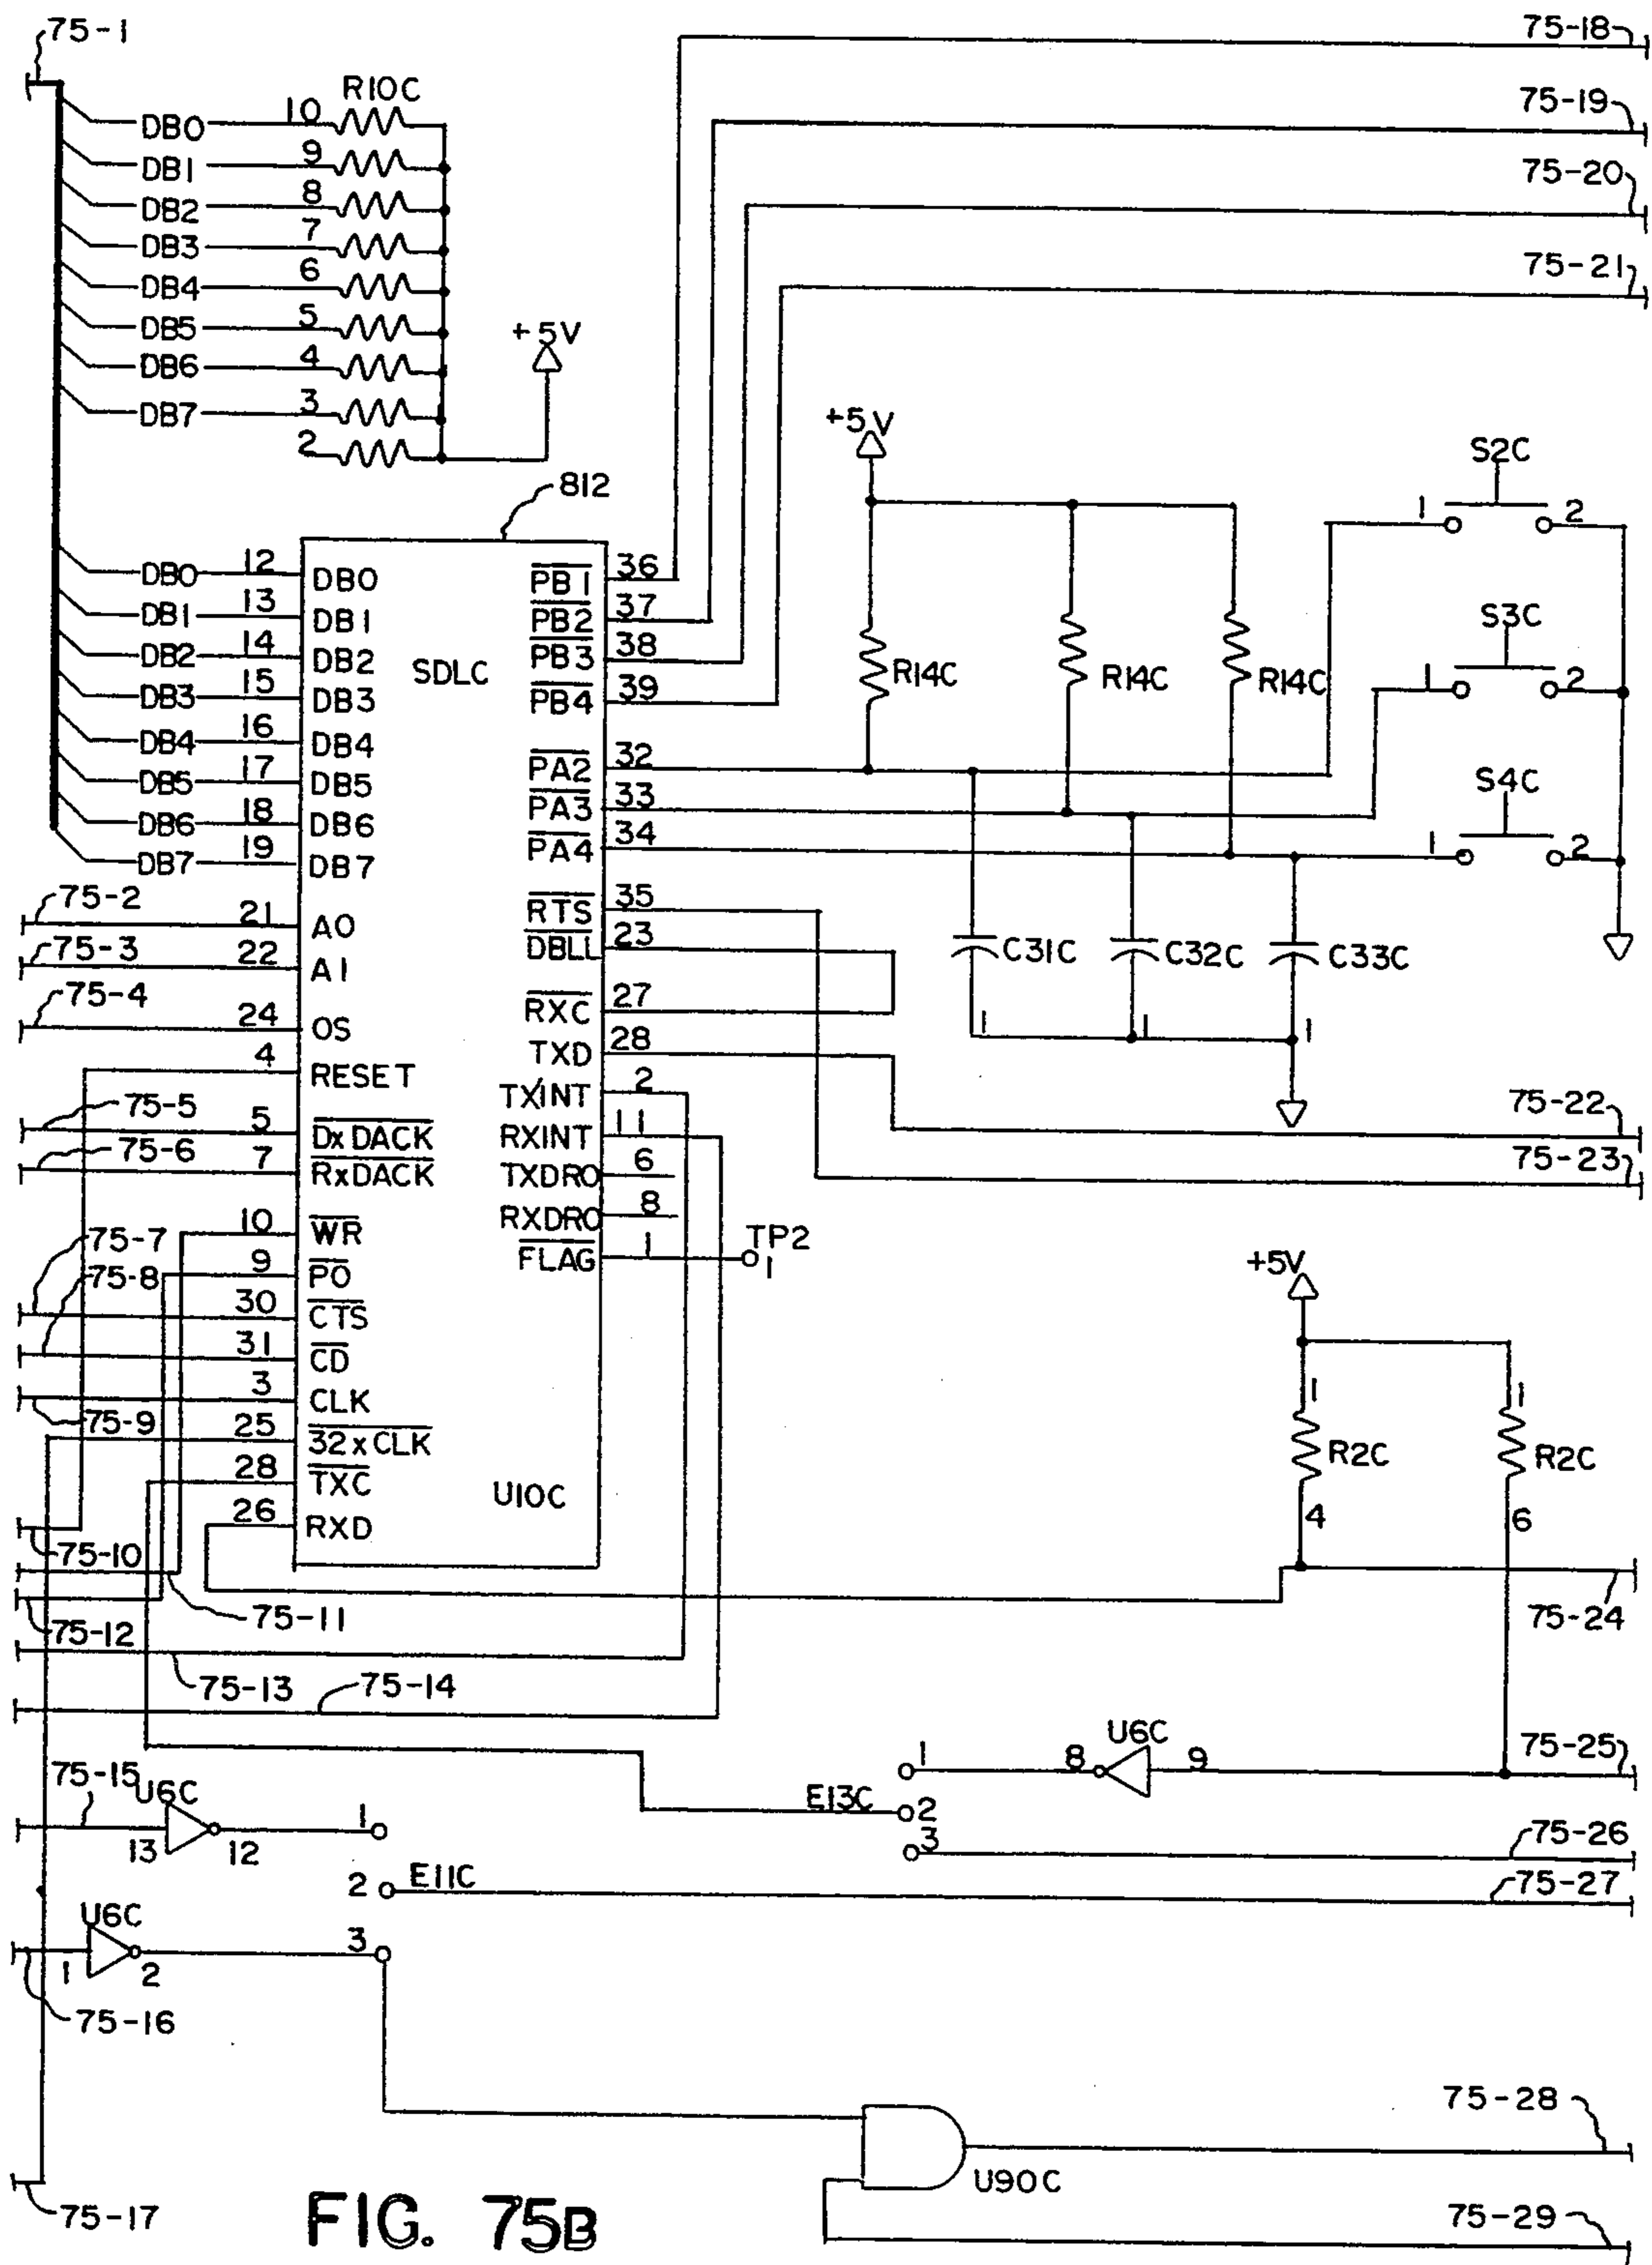 75-1
75-18
R10C
75-19
DB0 10
DB1 9
75-20
DB2 8
DB3 7
75-21
DB4 6
DB5 5
+5V
DB6 4
DB7 3
2
+5V
S2C
812
1 2
DB0 12 DB0 PB1 36
DB1 13 DB1 PB2 37
S3C
DB2 14 DB2 SDLC PB3 38
R14C R14C R14C
1 2
DB3 15 DB3 PB4 39
DB4 16 DB4 PA2 32
DB5 17 DB5
S4C
DB6 18 DB6 PA3 33
DB7 19 DB7 PA4 34
1 2
75-2
21 A0 RTS 35
75-3
22 A1 DBLL 23
C31C C32C C33C
75-4
24 OS RXC 27
1 1 1
4 RESET TXD 28
TXINT 2
75-5
5 DxDACK RXINT 11
75-22
75-6
7 RxDACK TXDRO 6
75-23
RXDRO 8
10 WR
75-7
FLAG 1 TP2
1
75-8
9 PO
+5V
30 CTS
31 CD
3 CLK
1 1
75-9
25 32xCLK
R2C R2C
28 TXC
U10C
26 RXD
4 6
75-10
75-11
75-12
75-24
75-13
75-14
U6C
75-25
1 8 9
75-15
U6C
E13C
2
1
13 12
3
75-26
2 E11C
75-27
U6C
3
1 2
75-16
75-28
U90C
75-17
75-29
FIG. 75B